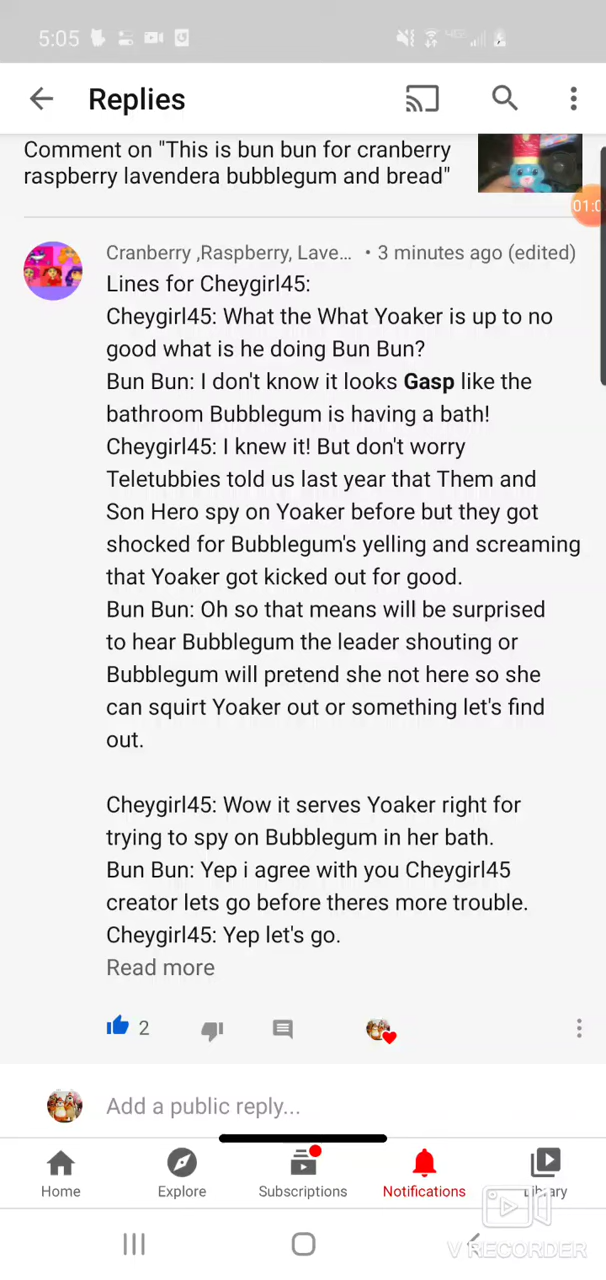 5:05
Replies
Comment on "This is bun bun for cranberry
raspberry lavendera bubblegum and bread"
01:0
Cranberry ,Raspberry, Lave... • 3 minutes ago (edited)
Lines for Cheygirl45:
Cheygirl45: What the What Yoaker is up to no
good what is he doing Bun Bun?
Bun Bun: I don't know it looks Gasp like the
bathroom Bubblegum is having a bath!
Cheygirl45: I knew it! But don't worry
Teletubbies told us last year that Them and
Son Hero spy on Yoaker before but they got
shocked for Bubblegum's yelling and screaming
that Yoaker got kicked out for good.
Bun Bun: Oh so that means will be surprised
to hear Bubblegum the leader shouting or
Bubblegum will pretend she not here so she
can squirt Yoaker out or something let's find
out.
Cheygirl45: Wow it serves Yoaker right for
trying to spy on Bubblegum in her bath.
Bun Bun: Yep i agree with you Cheygirl45
creator lets go before theres more trouble.
Cheygirl45: Yep let's go.
Read more
2
Add a public reply...
Home Explore Subscriptions Notifications Library
V RECORDER